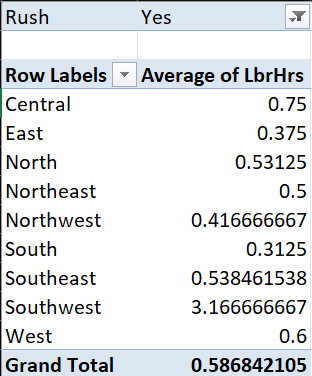 Rush Yes
Row Labels Average of LbrHrs
Central 0.75
East 0.375
North 0.53125
Northeast 0.5
Northwest 0.416666667
South 0.3125
Southeast 0.538461538
Southwest 3.166666667
West 0.6
Grand Total 0.586842105